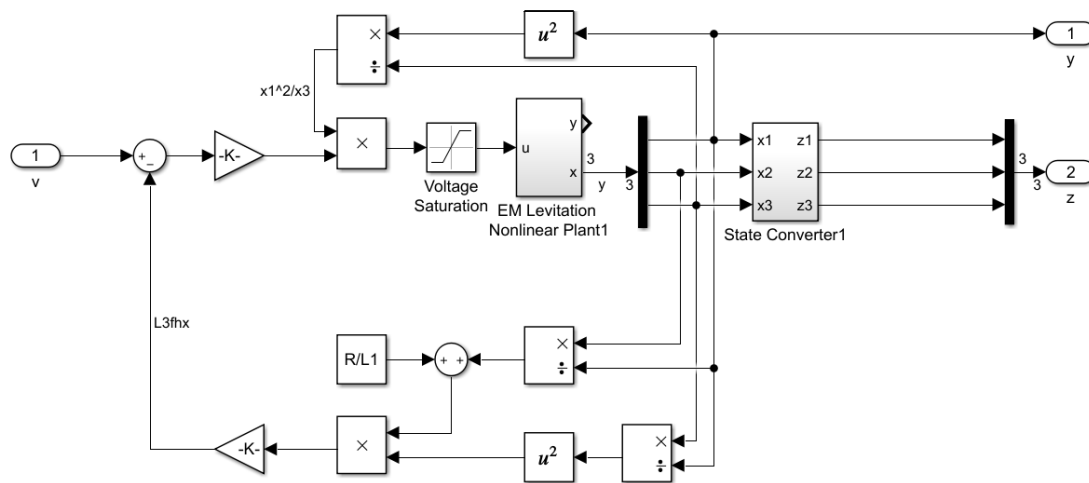 × u²
÷
x1^2/x3
1
v
+
−
-K-
×
Voltage
Saturation
u
y
x
EM Levitation
Nonlinear Plant1
3
y
3
x1 z1
x2 z2
x3 z3
State Converter1
3
3
1
y
2
z
L3fhx
R/L1
+ +
×
÷
-K-
×
u²
×
÷